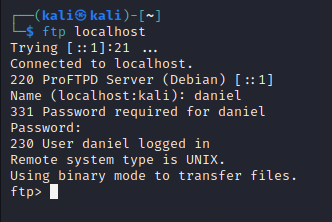 ┌──(kali㉿kali)-[~]
└─$ ftp localhost
Trying [::1]:21 ...
Connected to localhost.
220 ProFTPD Server (Debian) [::1]
Name (localhost:kali): daniel
331 Password required for daniel
Password:
230 User daniel logged in
Remote system type is UNIX.
Using binary mode to transfer files.
ftp>